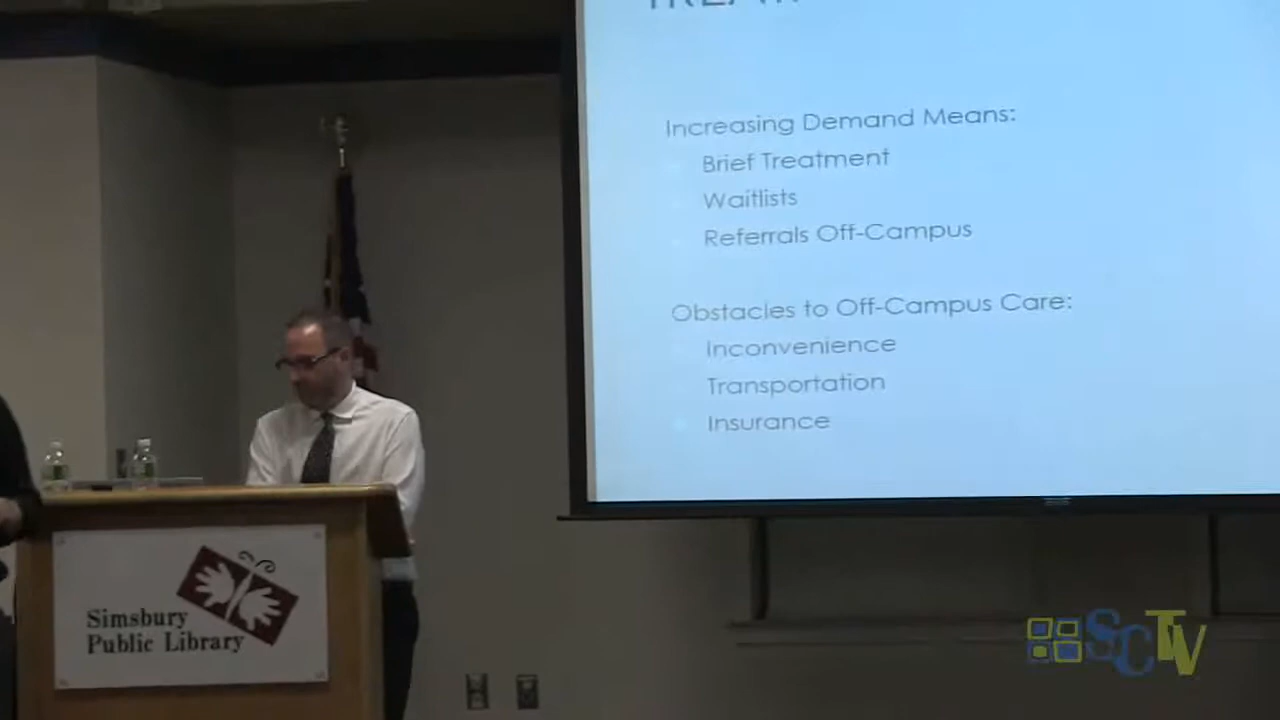 Increasing Demand Means:
Brief Treatment
Waitlists
Referrals Off-Campus
Obstacles to Off-Campus Care:
Inconvenience
Transportation
Insurance
Simsbury
Public Library
SCTV